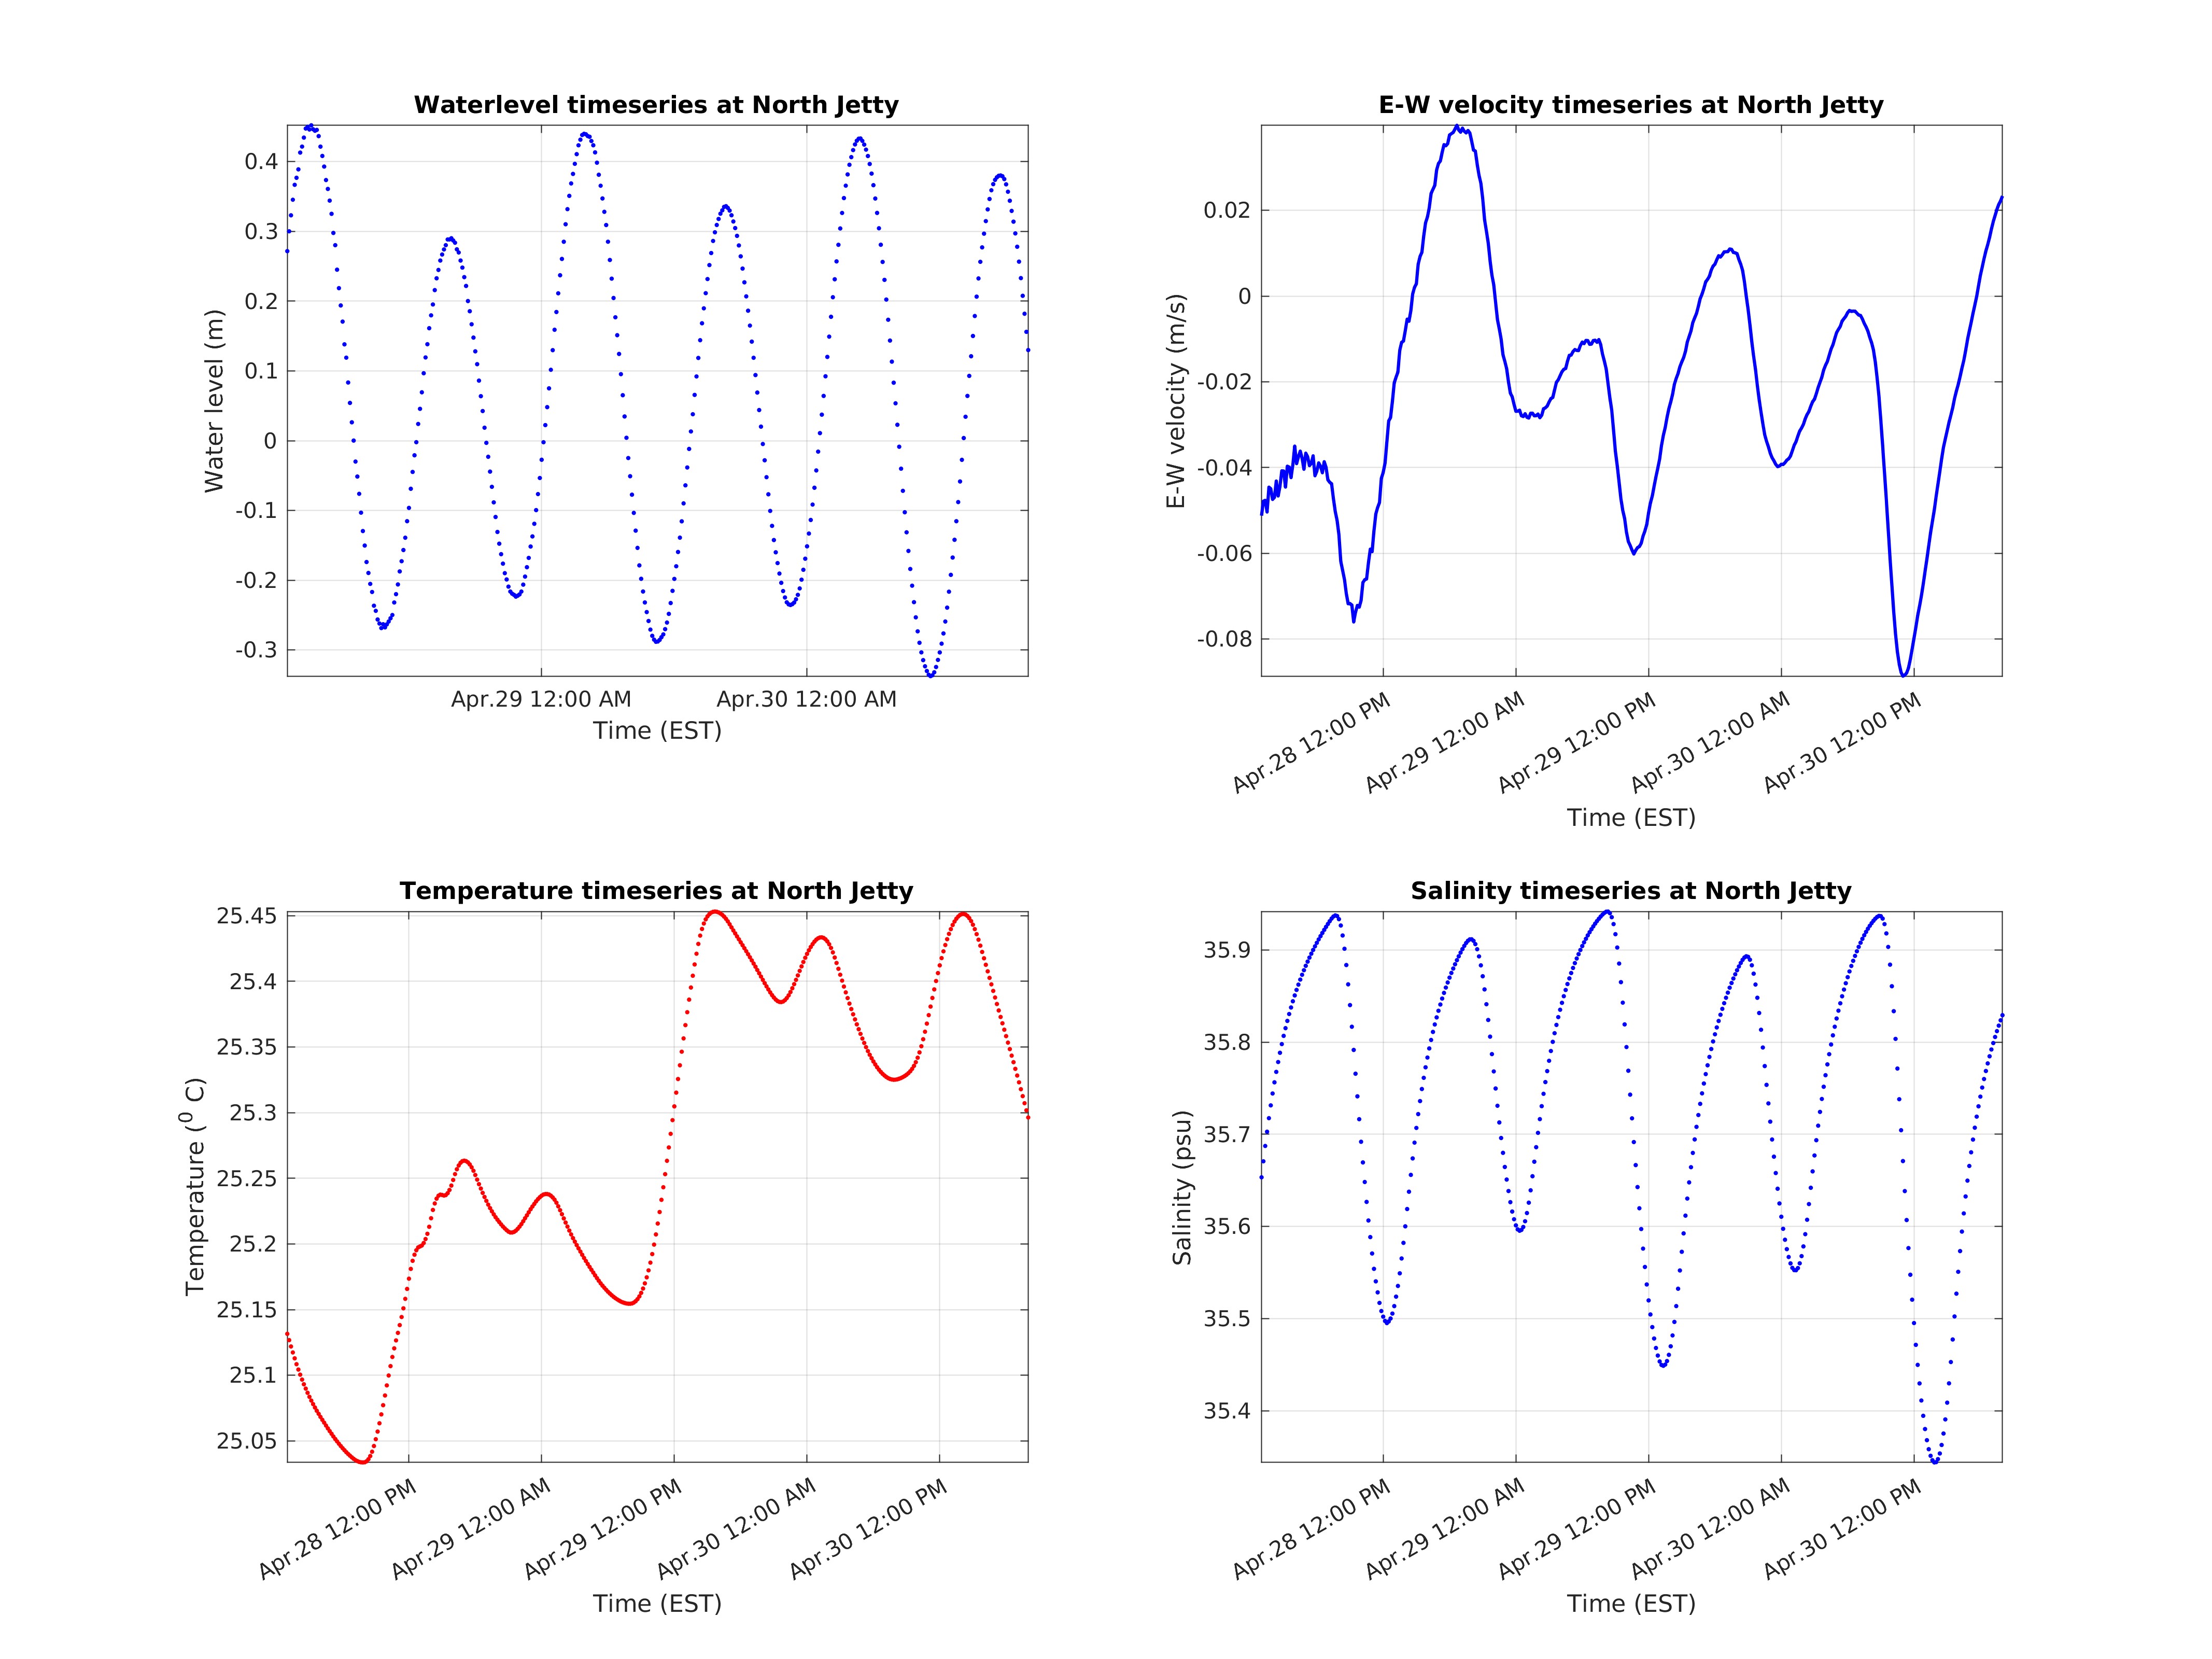 Waterlevel timeseries at North Jetty
0.4
0.3
0.2
0.1
0
-0.1
-0.2
-0.3
Water level (m)
Apr.29 12:00 AM
Apr.30 12:00 AM
Time (EST)
E-W velocity timeseries at North Jetty
0.02
0
-0.02
-0.04
-0.06
-0.08
E-W velocity (m/s)
Apr.28 12:00 PM
Apr.29 12:00 AM
Apr.29 12:00 PM
Apr.30 12:00 AM
Apr.30 12:00 PM
Time (EST)
Temperature timeseries at North Jetty
25.45
25.4
25.35
25.3
25.25
25.2
25.15
25.1
25.05
Temperature (⁰ C)
Apr.28 12:00 PM
Apr.29 12:00 AM
Apr.29 12:00 PM
Apr.30 12:00 AM
Apr.30 12:00 PM
Time (EST)
Salinity timeseries at North Jetty
35.9
35.8
35.7
35.6
35.5
35.4
Salinity (psu)
Apr.28 12:00 PM
Apr.29 12:00 AM
Apr.29 12:00 PM
Apr.30 12:00 AM
Apr.30 12:00 PM
Time (EST)